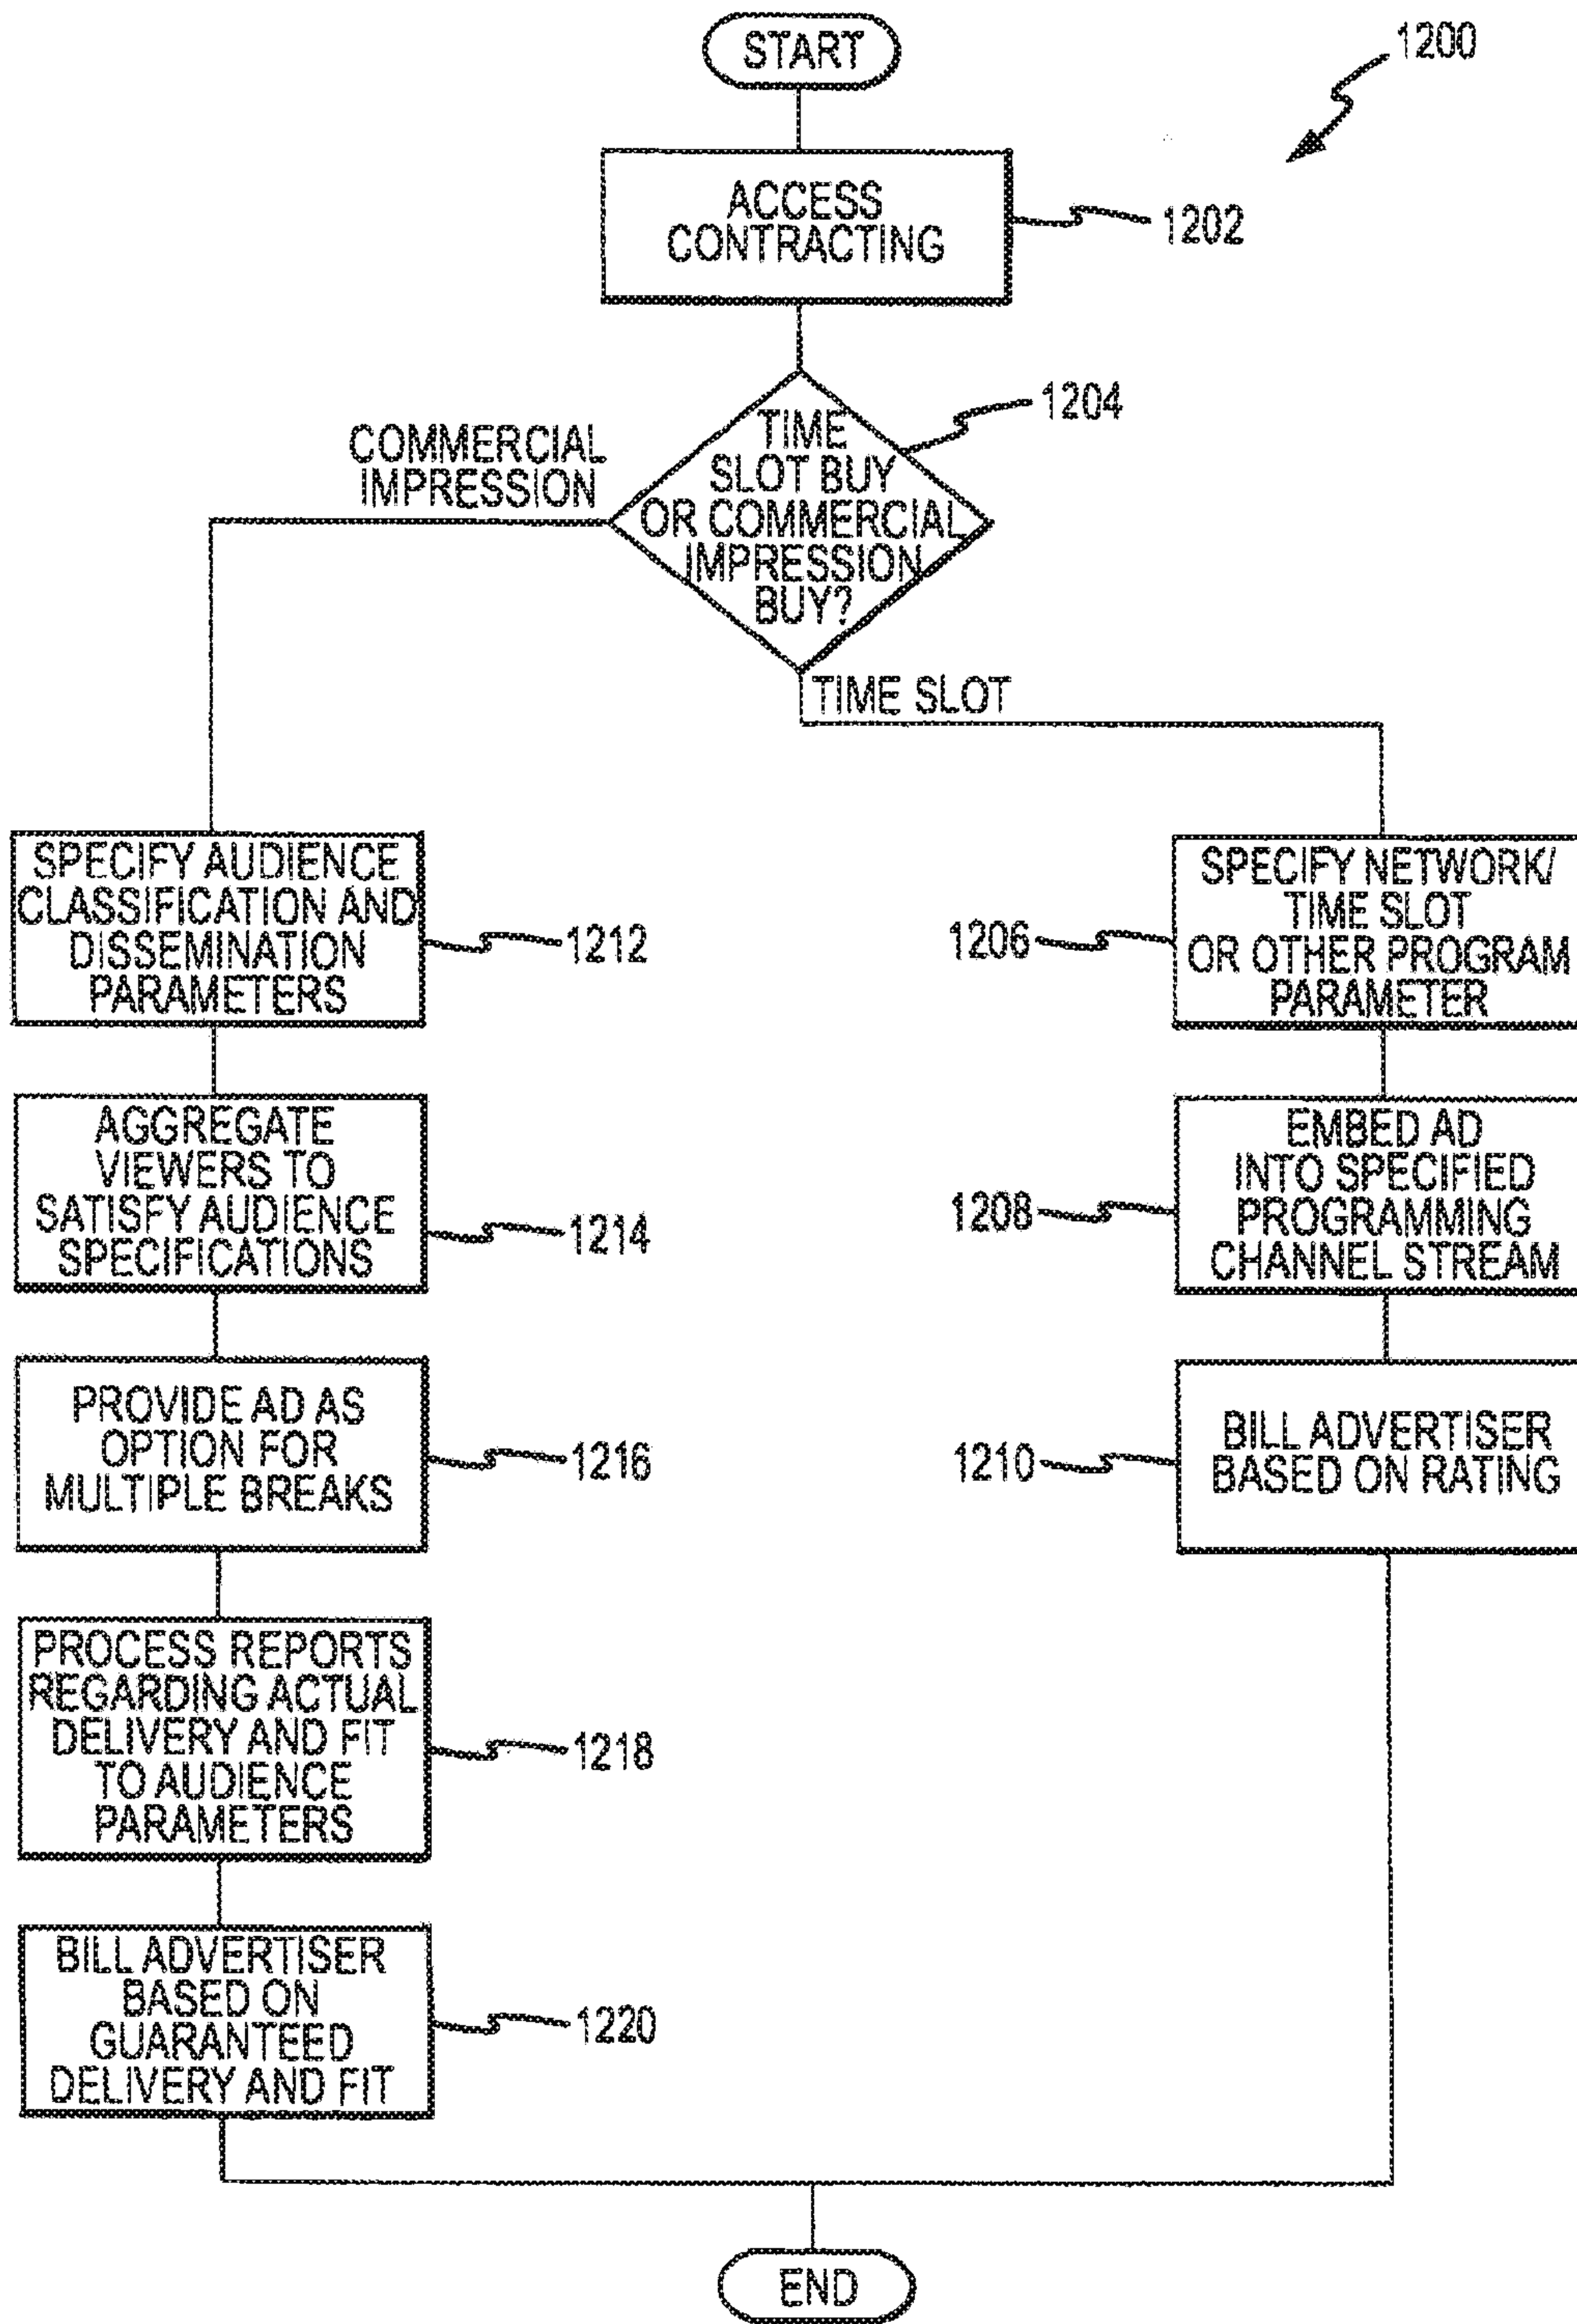 START
1200
ACCESS
CONTRACTING
1202
TIME
SLOT BUY
OR COMMERCIAL
IMPRESSION
BUY?
1204
COMMERCIAL
IMPRESSION
TIME SLOT
SPECIFY AUDIENCE
CLASSIFICATION AND
DISSEMINATION
PARAMETERS
1212
AGGREGATE
VIEWERS TO
SATISFY AUDIENCE
SPECIFICATIONS
1214
PROVIDE AD AS
OPTION FOR
MULTIPLE BREAKS
1216
PROCESS REPORTS
REGARDING ACTUAL
DELIVERY AND FIT
TO AUDIENCE
PARAMETERS
1218
BILL ADVERTISER
BASED ON
GUARANTEED
DELIVERY AND FIT
1220
SPECIFY NETWORK/
TIME SLOT
OR OTHER PROGRAM
PARAMETER
1206
EMBED AD
INTO SPECIFIED
PROGRAMMING
CHANNEL STREAM
1208
BILL ADVERTISER
BASED ON RATING
1210
END